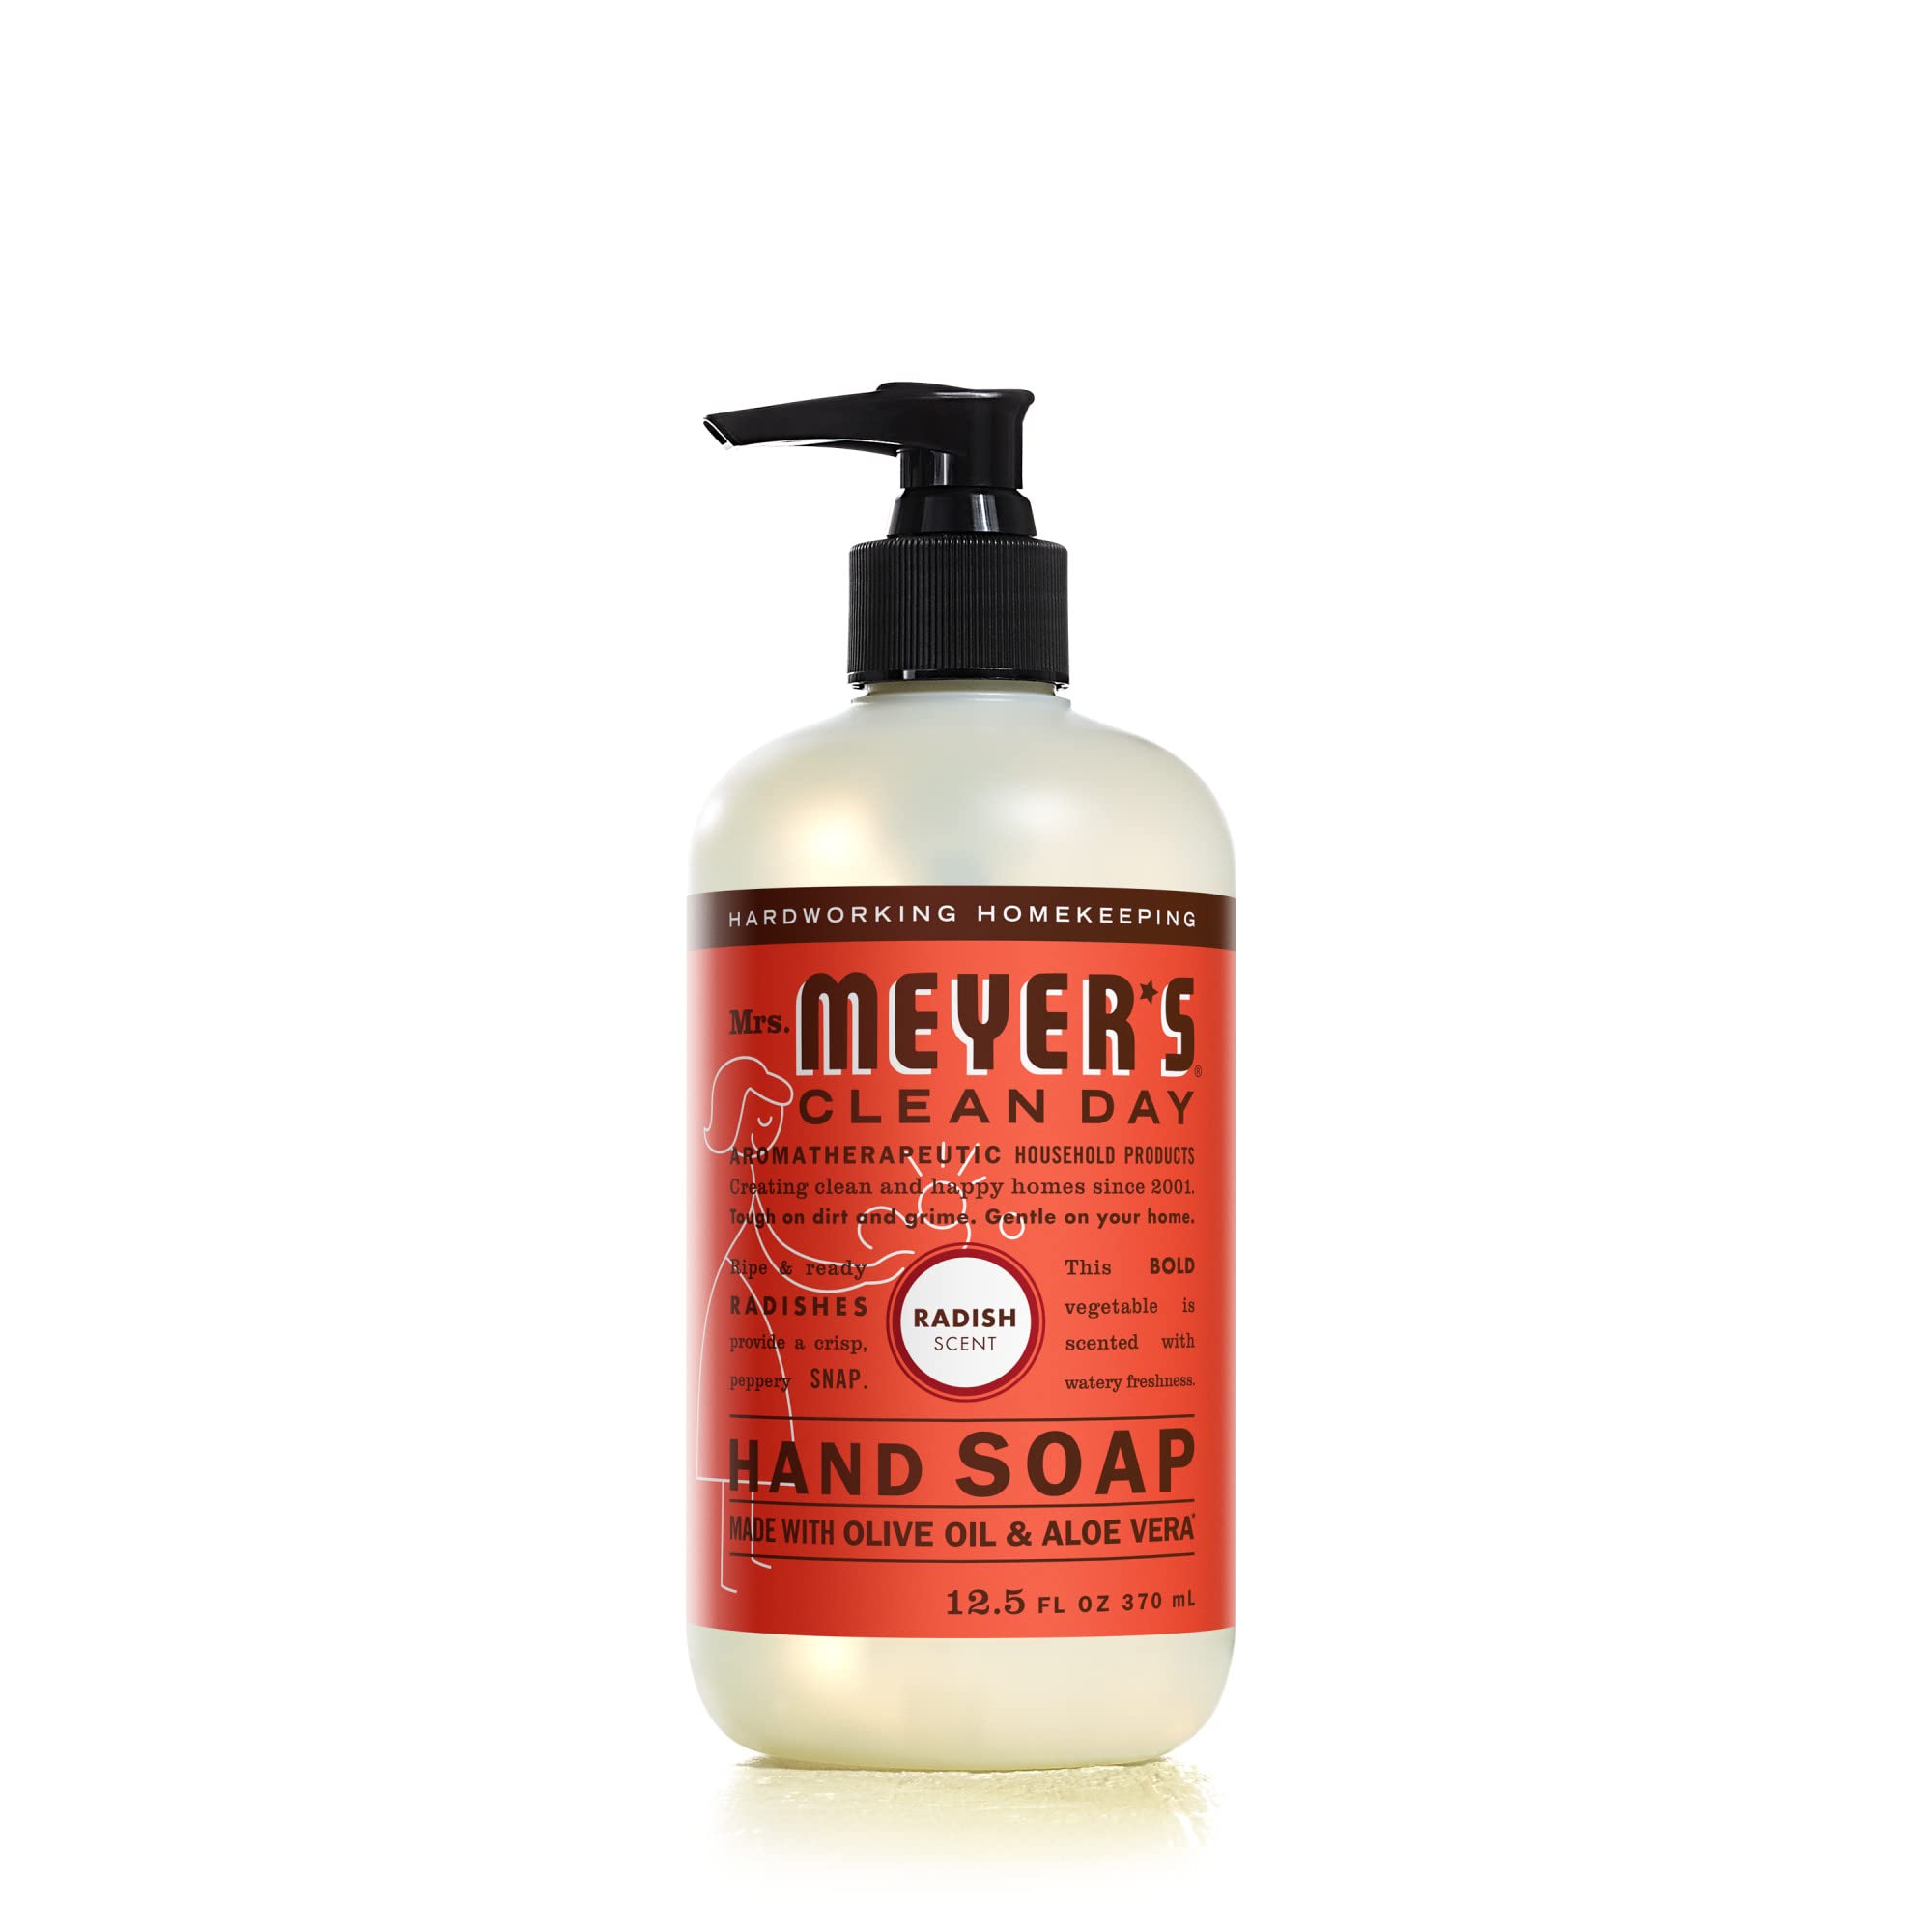 HARDWORKING HOMEKEEPING
Mrs. MEYER'S®
CLEAN DAY
AROMATHERAPEUTIC HOUSEHOLD PRODUCTS
Creating clean and happy homes since 2001.
Tough on dirt and grime. Gentle on your home.
Ripe & ready
RADISHES
provide a crisp,
peppery SNAP.
RADISH
SCENT
This BOLD
vegetable is
scented with
watery freshness.
HAND SOAP
MADE WITH OLIVE OIL & ALOE VERA*
12.5 FL OZ 370 mL